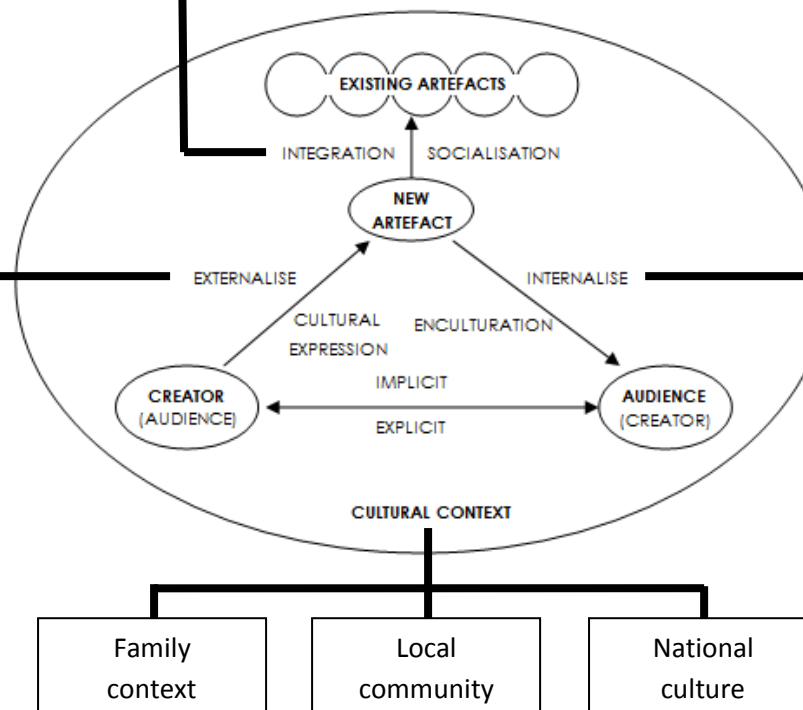 EXISTING ARTEFACTS
INTEGRATION
SOCIALISATION
NEW
ARTEFACT
EXTERNALISE
INTERNALISE
CULTURAL
EXPRESSION
ENCULTURATION
IMPLICIT
CREATOR
(AUDIENCE)
AUDIENCE
(CREATOR)
EXPLICIT
CULTURAL CONTEXT
Family
context
Local
community
National
culture